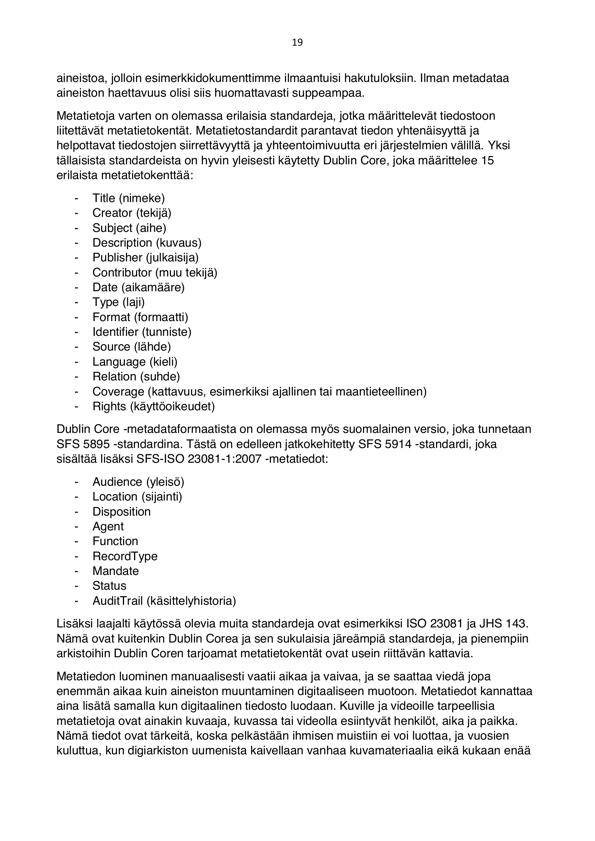 19
aineistoa, jolloin esimerkkidokumenttimme ilmaantuisi hakutuloksiin. Ilman metadataa
aineiston haettavuus olisi siis huomattavasti suppeampaa.
Metatietoja varten on olemassa erilaisia standardeja, jotka määrittelevät tiedostoon
liitettävät metatietokentät. Metatietostandardit parantavat tiedon yhtenäisyyttä ja
helpottavat tiedostojen siirrettävyyttä ja yhteentoimivuutta eri järjestelmien välillä. Yksi
tällaisista standardeista on hyvin yleisesti käytetty Dublin Core, joka määrittelee 15
erilaista metatietokenttää:
- Title (nimeke)
- Creator (tekijä)
- Subject (aihe)
- Description (kuvaus)
- Publisher (julkaisija)
- Contributor (muu tekijä)
- Date (aikamääre)
- Type (laji)
- Format (formaatti)
- Identifier (tunniste)
- Source (lähde)
- Language (kieli)
- Relation (suhde)
- Coverage (kattavuus, esimerkiksi ajallinen tai maantieteellinen)
- Rights (käyttöoikeudet)
Dublin Core -metadataformaatista on olemassa myös suomalainen versio, joka tunnetaan
SFS 5895 -standardina. Tästä on edelleen jatkokehitetty SFS 5914 -standardi, joka
sisältää lisäksi SFS-ISO 23081-1:2007 -metatiedot:
- Audience (yleisö)
- Location (sijainti)
- Disposition
- Agent
- Function
- RecordType
- Mandate
- Status
- AuditTrail (käsittelyhistoria)
Lisäksi laajalti käytössä olevia muita standardeja ovat esimerkiksi ISO 23081 ja JHS 143.
Nämä ovat kuitenkin Dublin Corea ja sen sukulaisia järeämpiä standardeja, ja pienempiin
arkistoihin Dublin Coren tarjoamat metatietokentät ovat usein riittävän kattavia.
Metatiedon luominen manuaalisesti vaatii aikaa ja vaivaa, ja se saattaa viedä jopa
enemmän aikaa kuin aineiston muuntaminen digitaaliseen muotoon. Metatiedot kannattaa
aina lisätä samalla kun digitaalinen tiedosto luodaan. Kuville ja videoille tarpeellisia
metatietoja ovat ainakin kuvaaja, kuvassa tai videolla esiintyvät henkilöt, aika ja paikka.
Nämä tiedot ovat tärkeitä, koska pelkästään ihmisen muistiin ei voi luottaa, ja vuosien
kuluttua, kun digiarkiston uumenista kaivellaan vanhaa kuvamateriaalia eikä kukaan enää